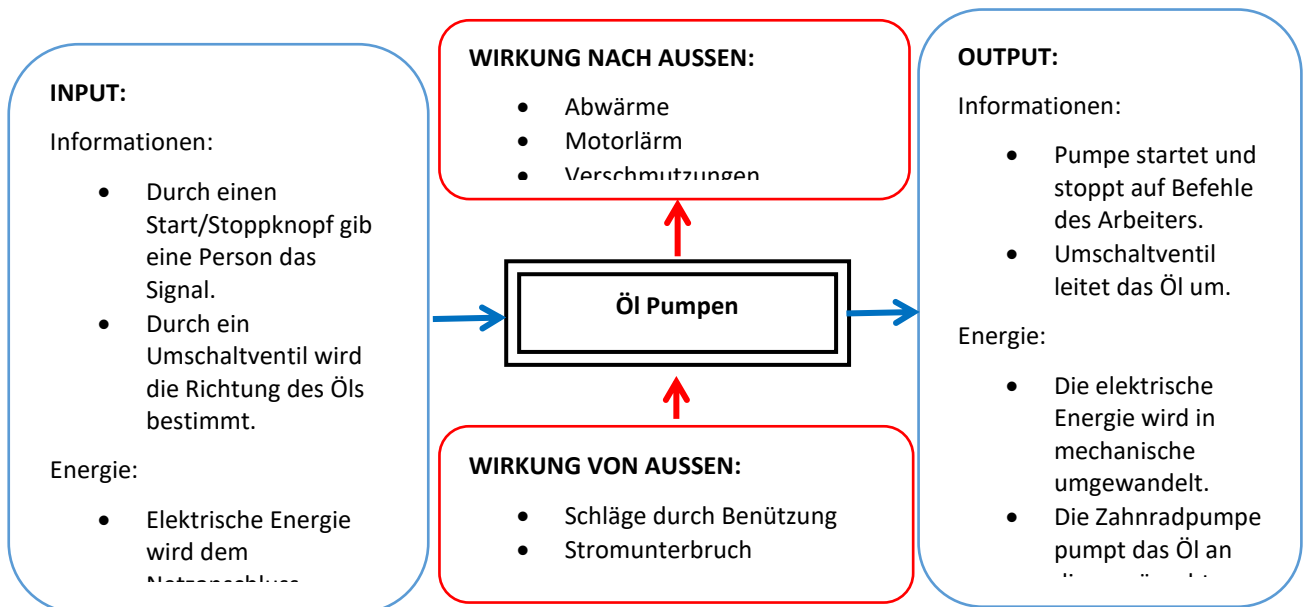 INPUT:
Informationen:
• Durch einen
Start/Stoppknopf gib
eine Person das
Signal.
• Durch ein
Umschaltventil wird
die Richtung des Öls
bestimmt.
Energie:
• Elektrische Energie
wird dem
Netzanschluss
WIRKUNG NACH AUSSEN:
• Abwärme
• Motorlärm
• Verschmutzungen
Öl Pumpen
WIRKUNG VON AUSSEN:
• Schläge durch Benützung
• Stromunterbruch
OUTPUT:
Informationen:
• Pumpe startet und
stoppt auf Befehle
des Arbeiters.
• Umschaltventil
leitet das Öl um.
Energie:
• Die elektrische
Energie wird in
mechanische
umgewandelt.
• Die Zahnradpumpe
pumpt das Öl an